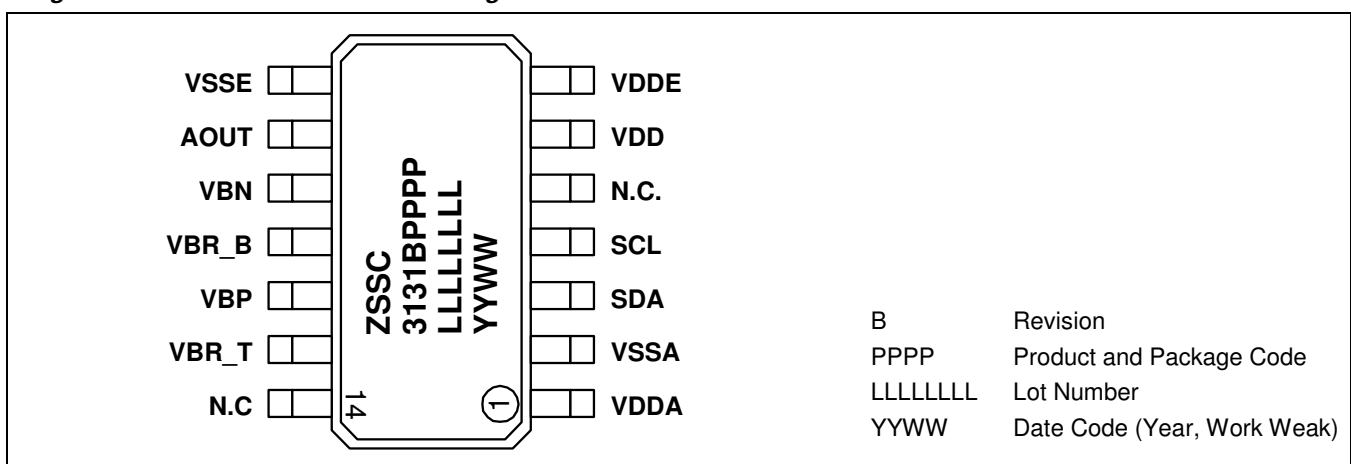 VSSE
AOUT
VBN
VBR_B
VBP
VBR_T
N.C
ZSSC
3131BPPPP
LLLLLLLL
YYWW
14
1
VDDE
VDD
N.C.
SCL
SDA
VSSA
VDDA
B Revision
PPPP Product and Package Code
LLLLLLLL Lot Number
YYWW Date Code (Year, Work Weak)